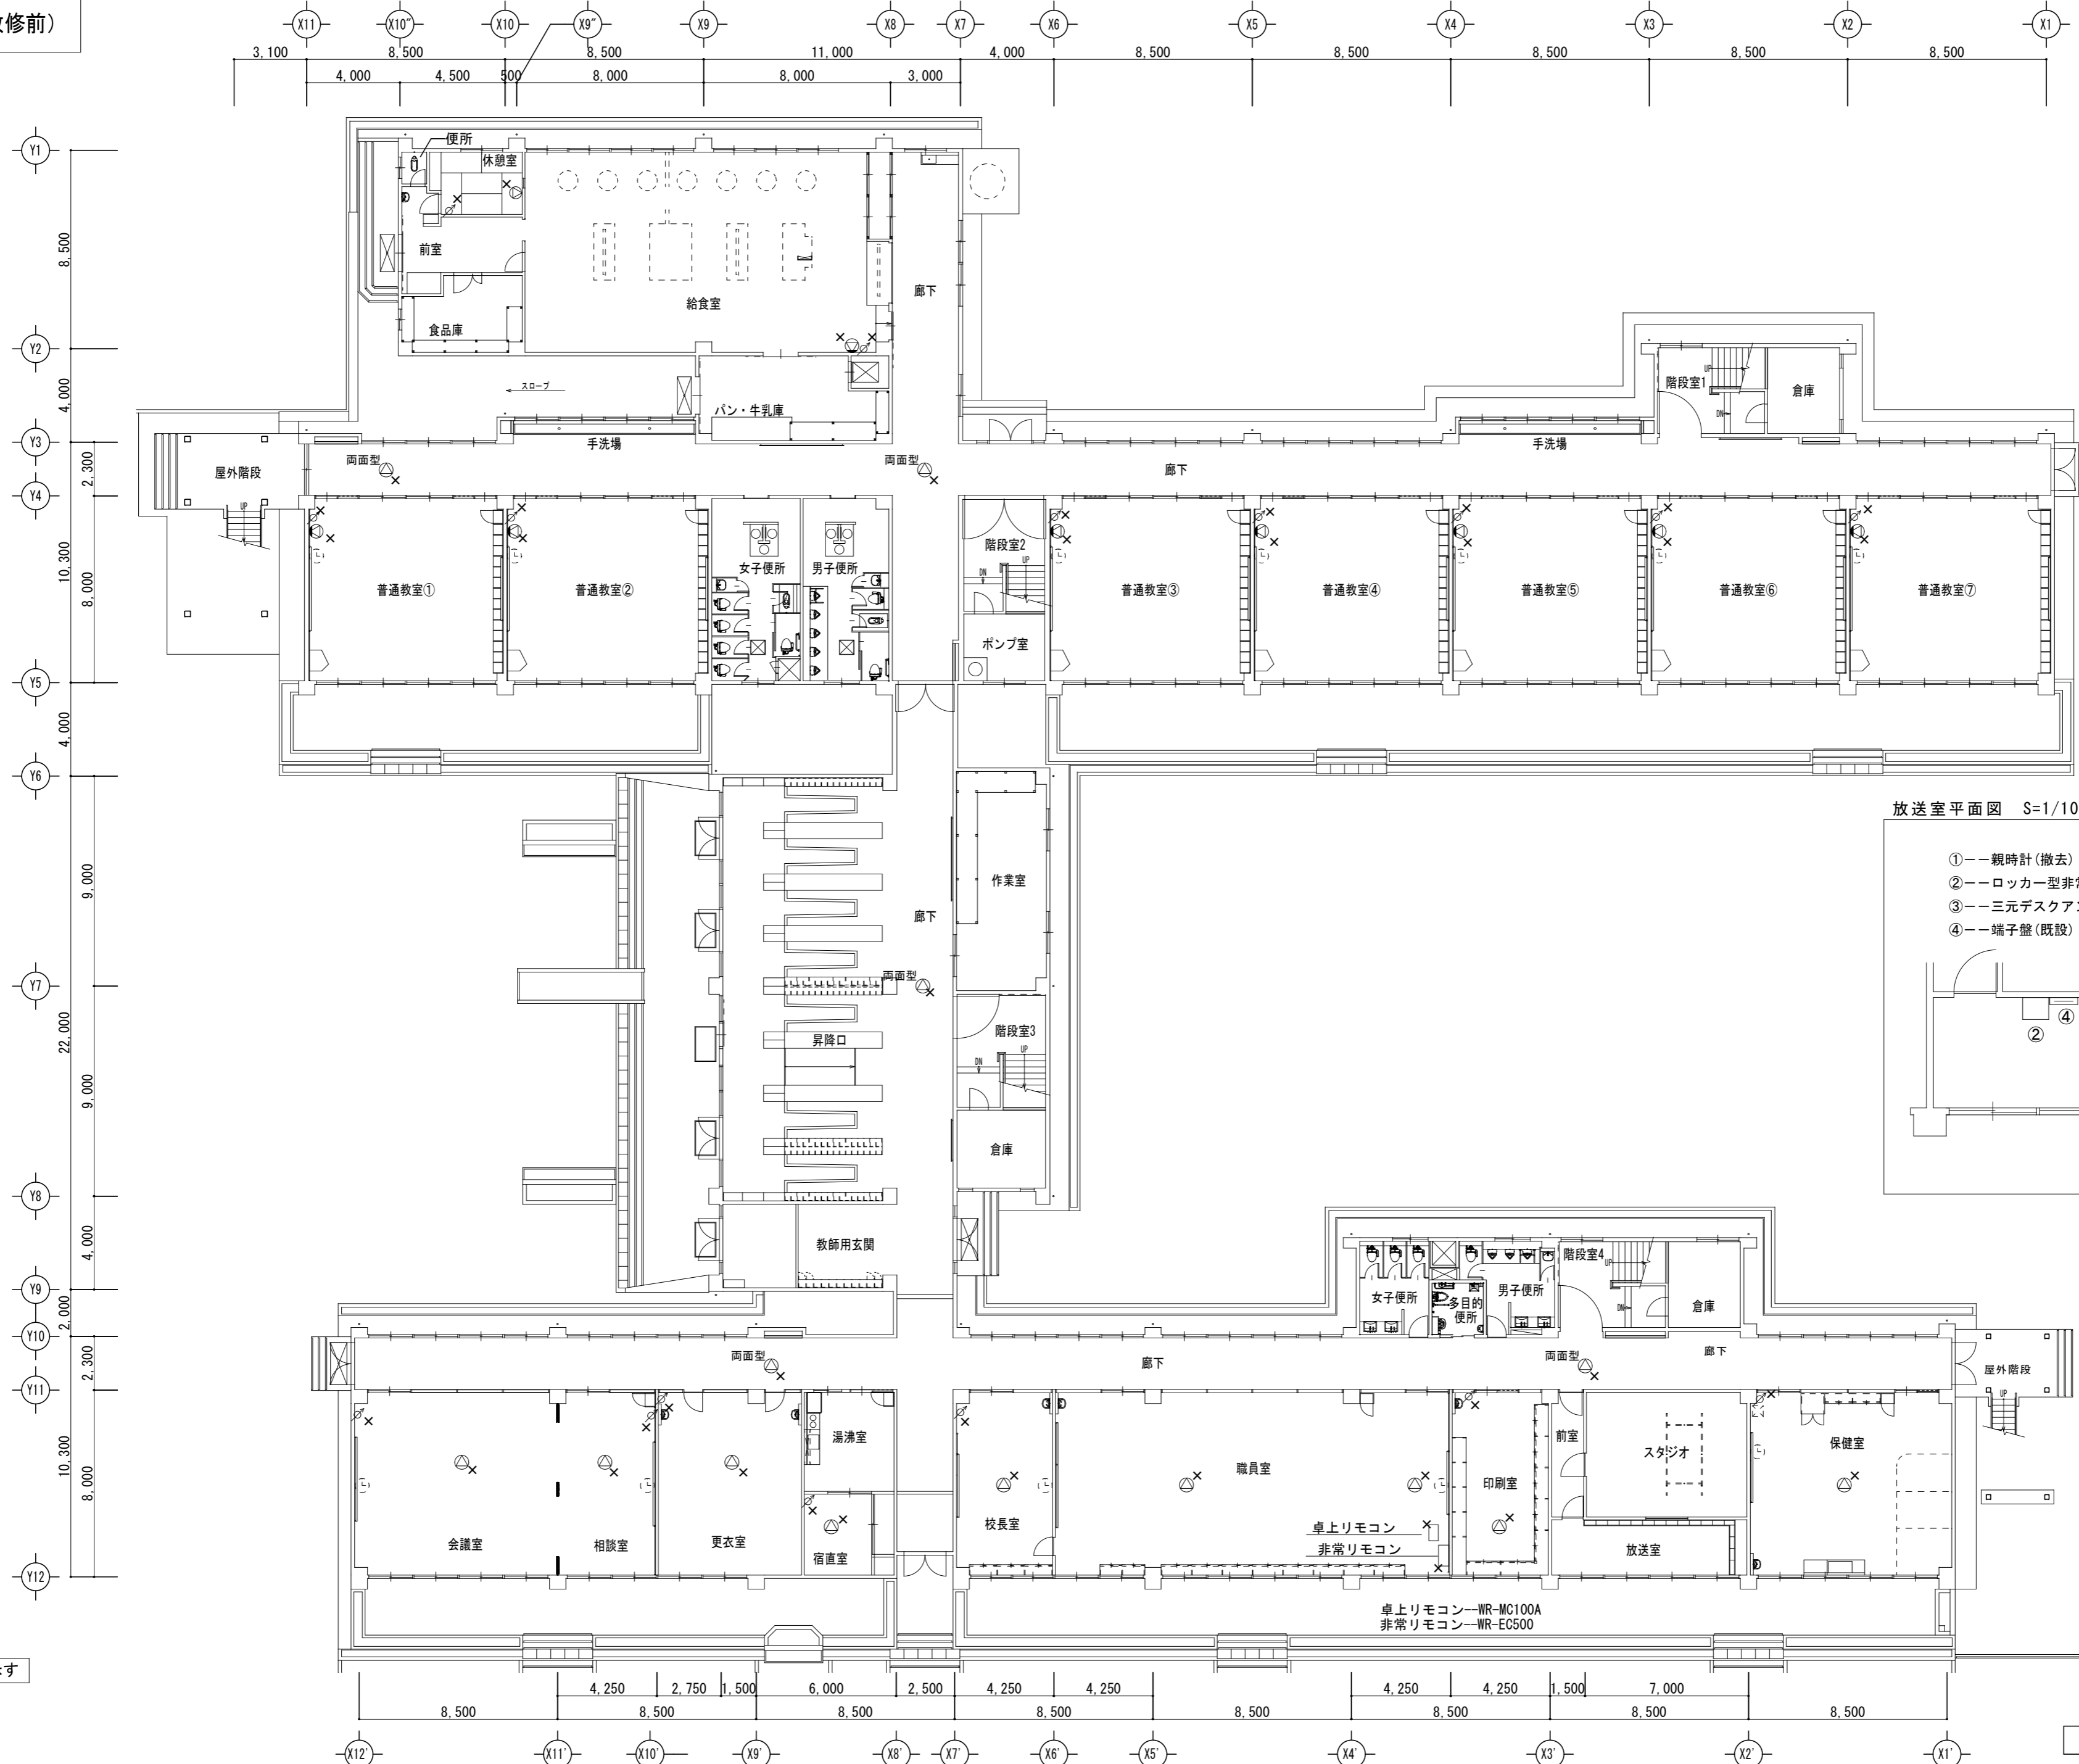 改修前）
X11 X10" X10 X9" X9 X8 X7 X6 X5 X4 X3 X2 X1
3,100 8,500 8,500 11,000 4,000 8,500 8,500 8,500 8,500 8,500
4,000 4,500 500 8,000 8,000 3,000
Y1
便所
休憩室
前室
8,500
給食室
廊下
食品庫
Y2
4,000
スロープ
パン・牛乳庫
階段室1
UP
DN
倉庫
Y3
手洗場
手洗場
2,300
両面型
両面型
廊下
屋外階段
UP
Y4
10,300
8,000
普通教室①
普通教室②
女子便所
男子便所
階段室2
UP
DN
ポンプ室
普通教室③
普通教室④
普通教室⑤
普通教室⑥
普通教室⑦
Y5
4,000
Y6
9,000
作業室
廊下
放送室平面図 S=1/10
①－－親時計(撤去)
②－－ロッカー型非常
③－－三元デスクアン
④－－端子盤(既設)
② ④
Y7
両面型
22,000
9,000
昇降口
階段室3
UP
DN
倉庫
Y8
4,000
教師用玄関
Y9
2,000
女子便所
多目的
便所
男子便所
階段室4
UP
DN
倉庫
Y10
2,300
両面型
廊下
両面型
廊下
屋外階段
UP
Y11
10,300
8,000
会議室
相談室
更衣室
湯沸室
宿直室
校長室
職員室
卓上リモコン
非常リモコン
印刷室
前室
スタジオ
放送室
保健室
Y12
卓上リモコン--WR-MC100A
非常リモコン--WR-EC500
す
4,250 2,750 1,500 6,000 2,500 4,250 4,250 4,250 4,250 1,500 7,000
8,500 8,500 8,500 8,500 8,500 8,500 8,500 8,500
X12' X11' X10' X9' X8' X7' X6' X5' X4' X3' X2' X1'